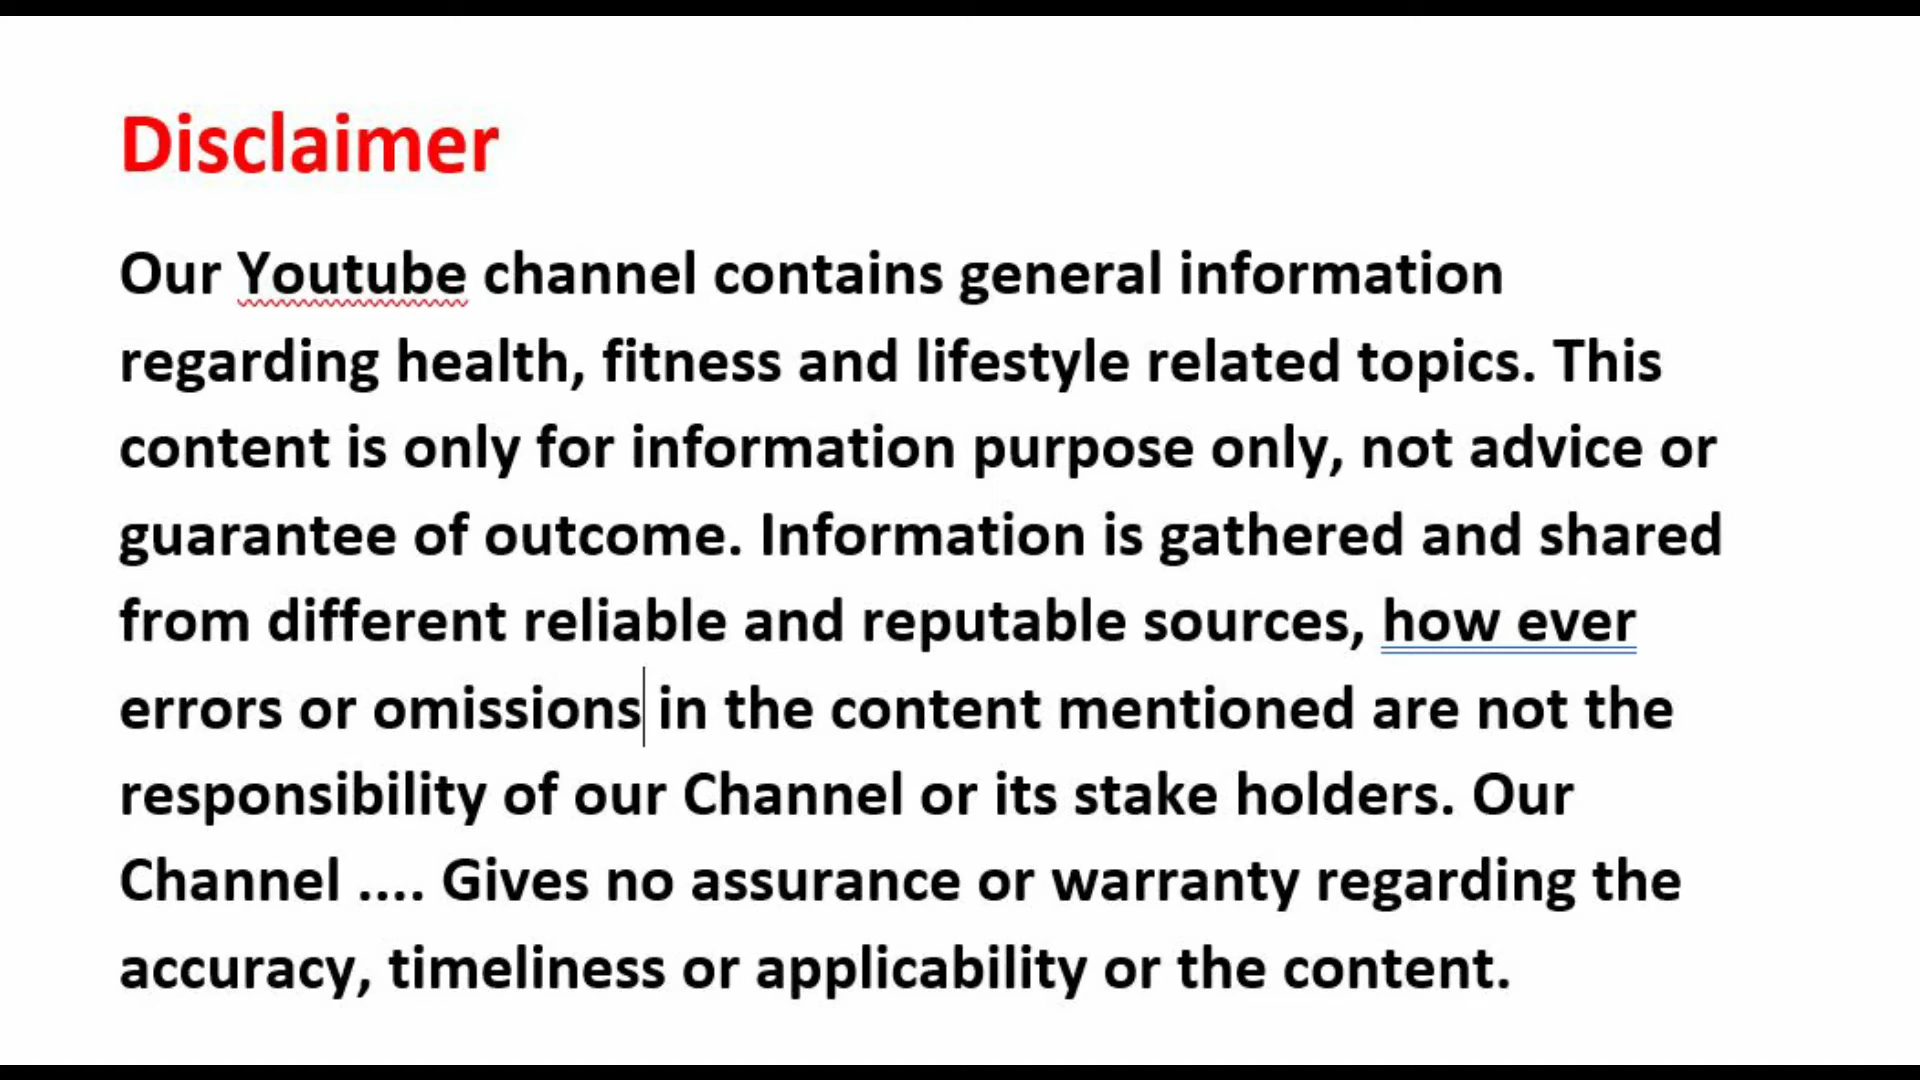 Disclaimer
Our Youtube channel contains general information
regarding health, fitness and lifestyle related topics. This
content is only for information purpose only, not advice or
guarantee of outcome. Information is gathered and shared
from different reliable and reputable sources, how ever
errors or omissions in the content mentioned are not the
responsibility of our Channel or its stake holders. Our
Channel .... Gives no assurance or warranty regarding the
accuracy, timeliness or applicability or the content.